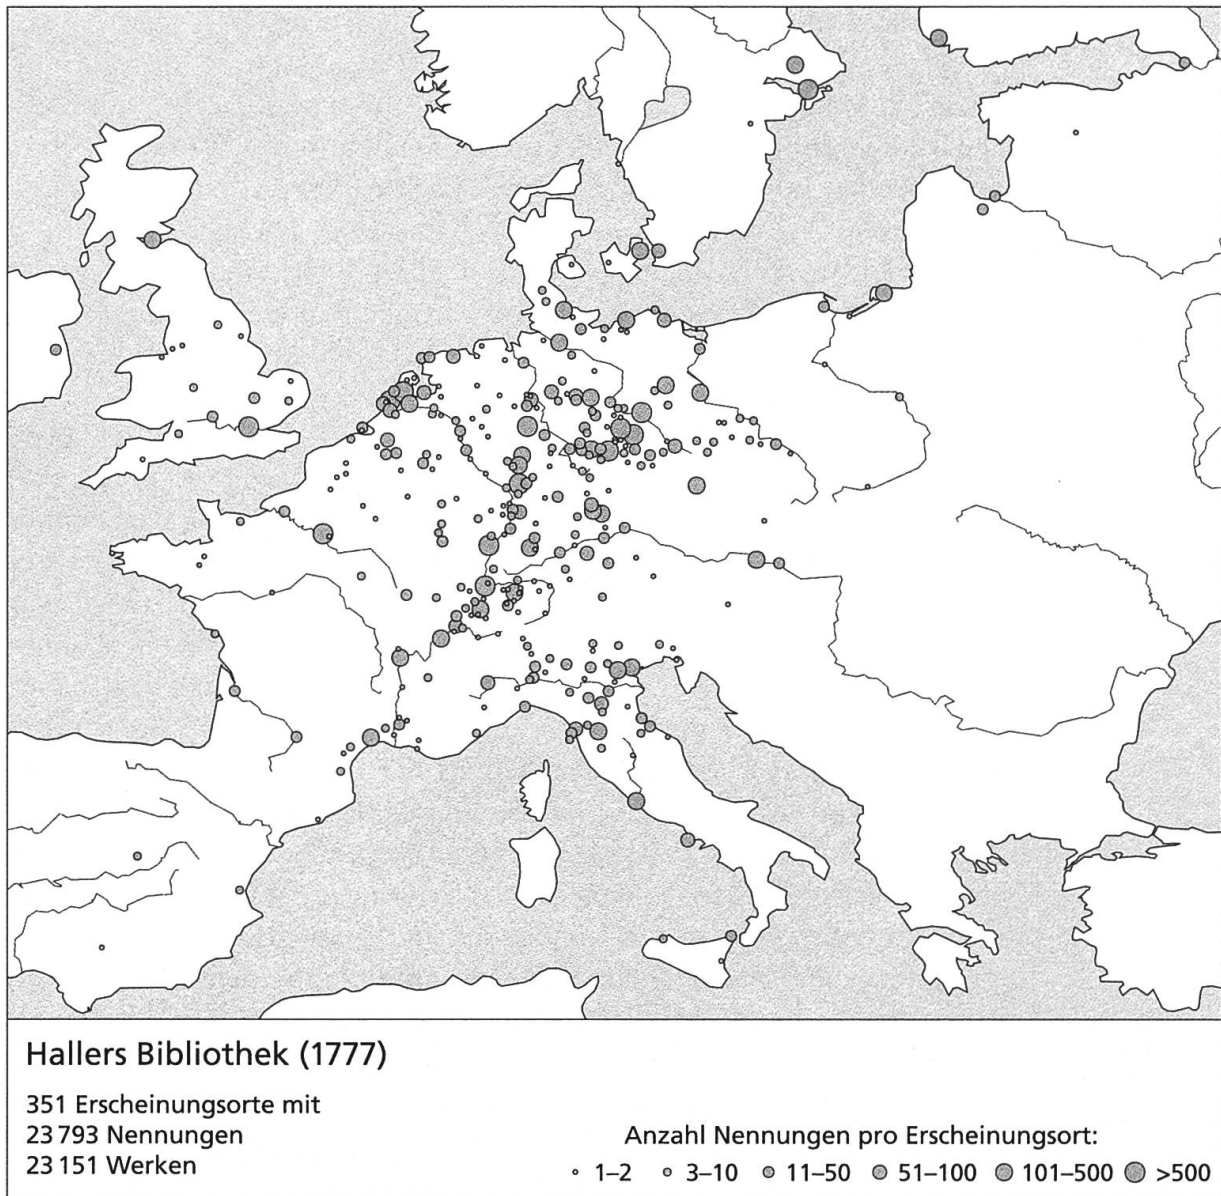 Hallers Bibliothek (1777)
351 Erscheinungsorte mit
23 793 Nennungen
23 151 Werken
Anzahl Nennungen pro Erscheinungsort:
1–2 3–10 11–50 51–100 101–500 >500